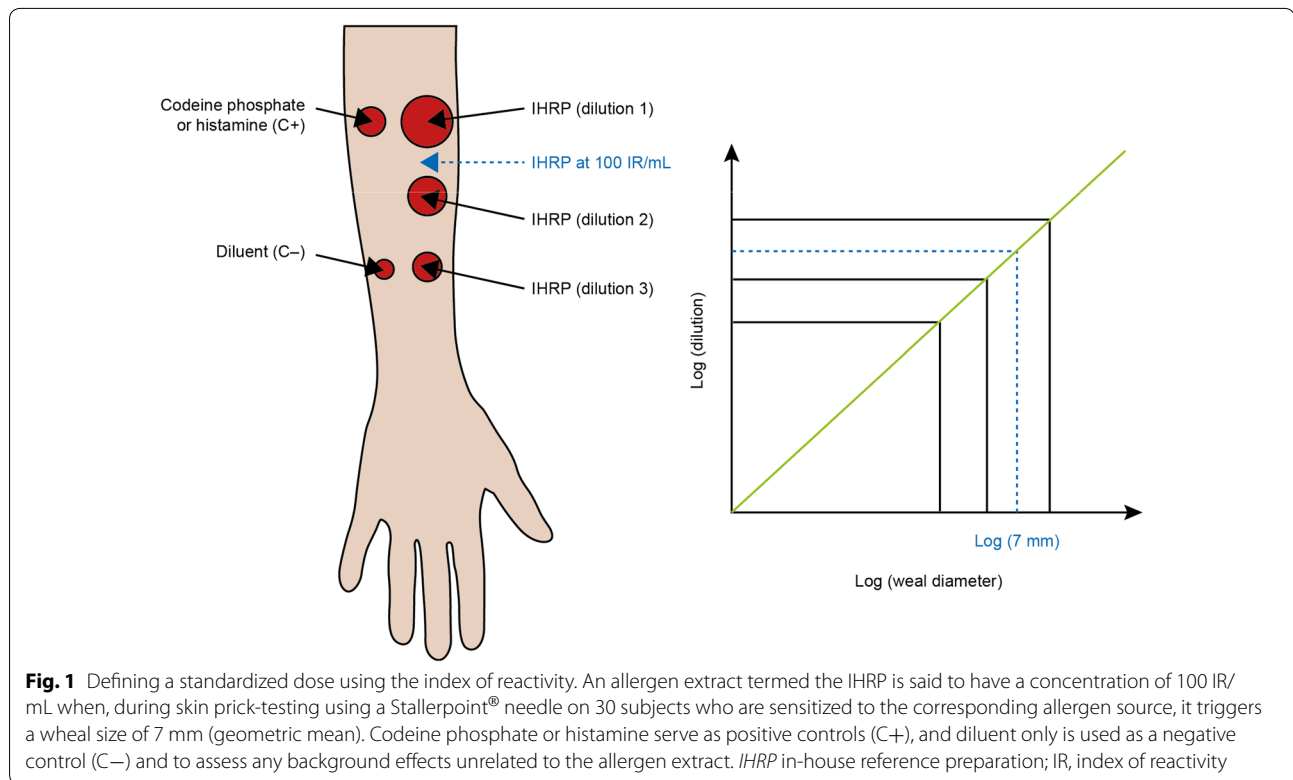 Codeine phosphate
or histamine (C+)
IHRP (dilution 1)
IHRP at 100 IR/mL
IHRP (dilution 2)
Diluent (C–)
IHRP (dilution 3)
Log (dilution)
Log (7 mm)
Log (weal diameter)
Fig. 1 Defining a standardized dose using the index of reactivity. An allergen extract termed the IHRP is said to have a concentration of 100 IR/
mL when, during skin prick-testing using a Stallerpoint® needle on 30 subjects who are sensitized to the corresponding allergen source, it triggers
a wheal size of 7 mm (geometric mean). Codeine phosphate or histamine serve as positive controls (C+), and diluent only is used as a negative
control (C−) and to assess any background effects unrelated to the allergen extract. IHRP in-house reference preparation; IR, index of reactivity